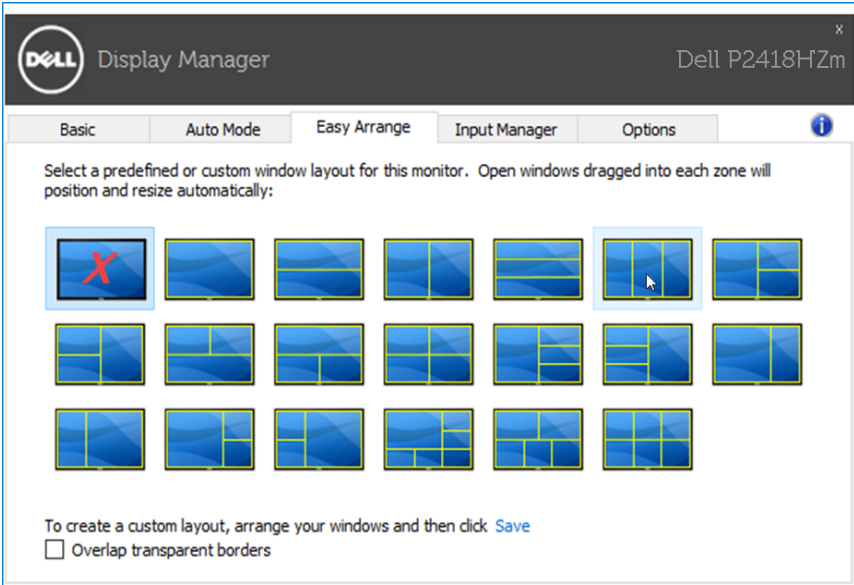 DELL
Display Manager
x
Dell P2418HZm
Basic
Auto Mode
Easy Arrange
Input Manager
Options
i
Select a predefined or custom window layout for this monitor. Open windows dragged into each zone will
position and resize automatically:
X
To create a custom layout, arrange your windows and then click Save
Overlap transparent borders